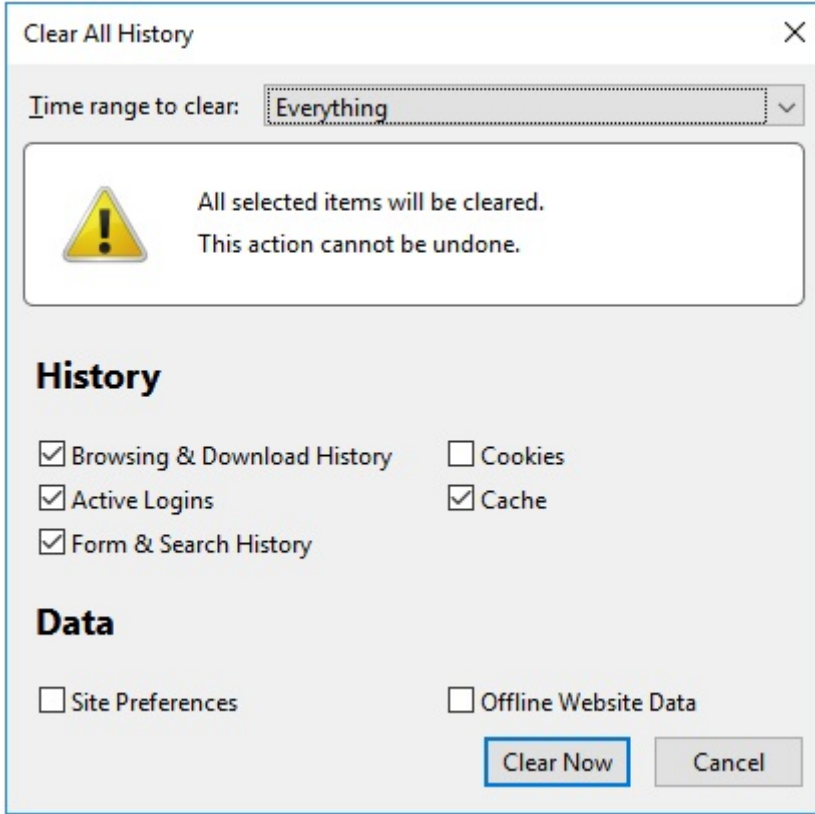 Clear All History
Time range to clear: Everything
All selected items will be cleared.
This action cannot be undone.
History
Browsing & Download History Cookies
Active Logins Cache
Form & Search History
Data
Site Preferences Offline Website Data
Clear Now Cancel